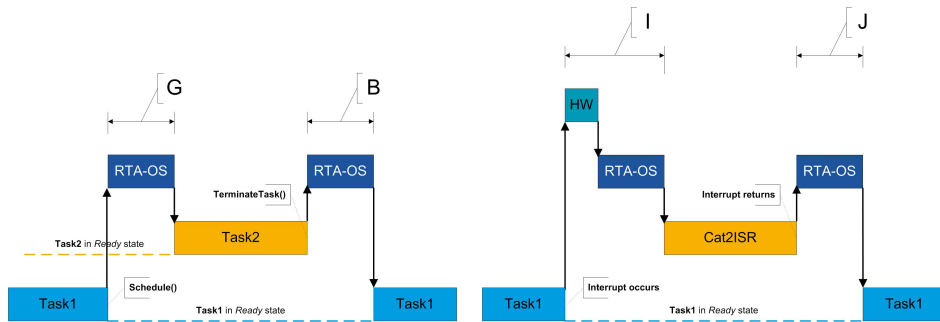 G
B
RTA-OS
RTA-OS
TerminateTask()
Task2
Task2 in Ready state
Schedule()
Task1
Task1
Task1 in Ready state
I
J
HW
RTA-OS
RTA-OS
Interrupt returns
Cat2ISR
Interrupt occurs
Task1
Task1
Task1 in Ready state